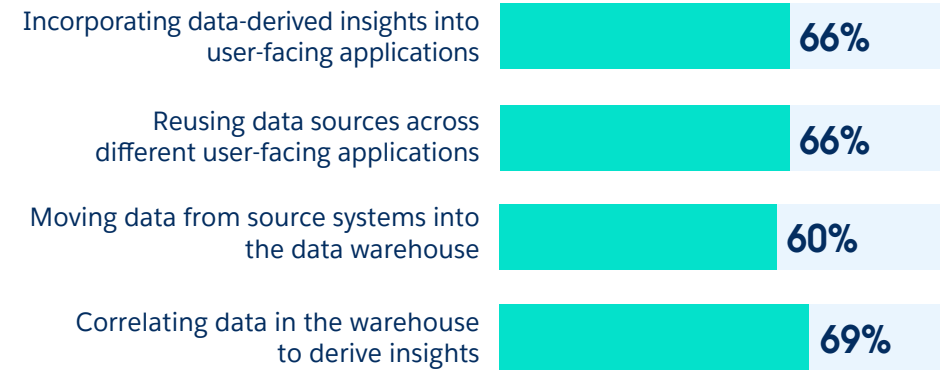 Incorporating data-derived insights into
user-facing applications
66%
Reusing data sources across
different user-facing applications
66%
Moving data from source systems into
the data warehouse
60%
Correlating data in the warehouse
to derive insights
69%